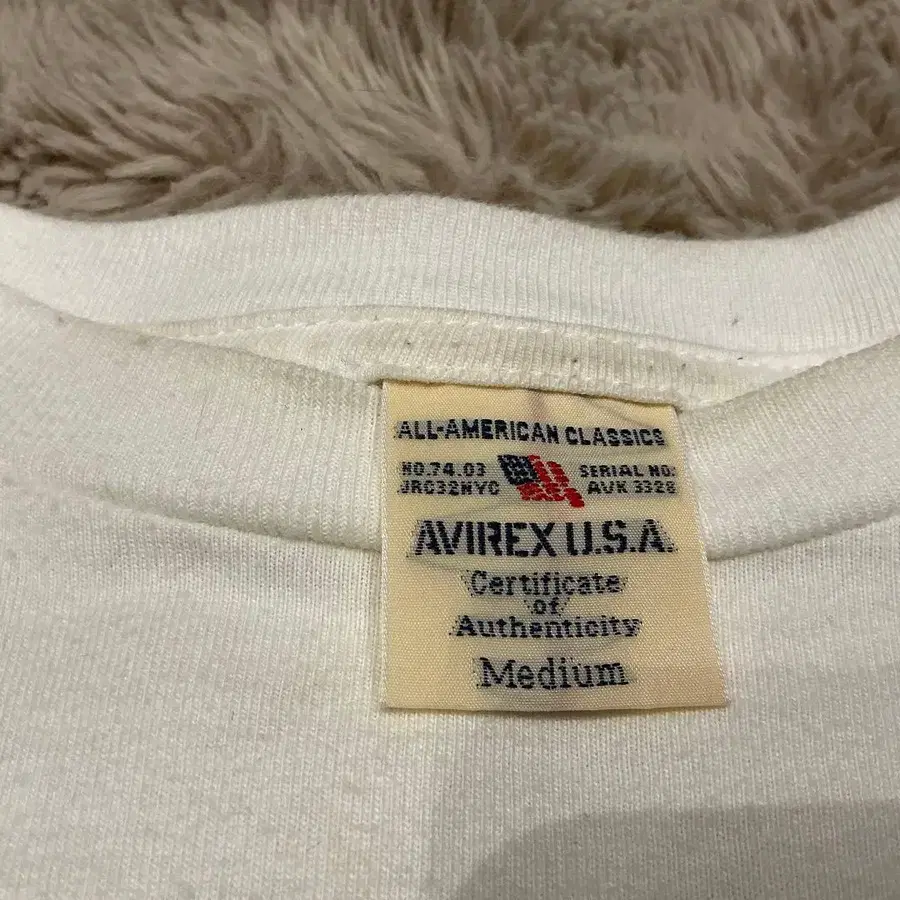 ALL-AMERICAN CLASSICS
NO.74.03 SERIAL NO:
JRC32NYC AVK 3328
AVIREX U.S.A.
Certificate
of
Authenticity
Medium